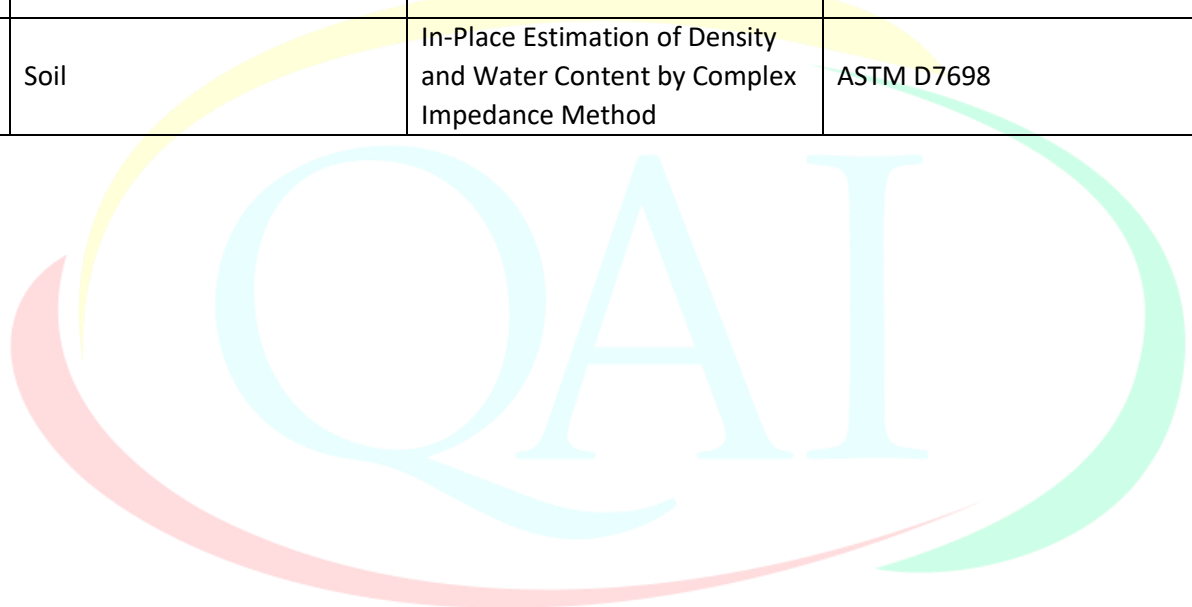 Soil
In-Place Estimation of Density
and Water Content by Complex
Impedance Method
ASTM D7698
QAI